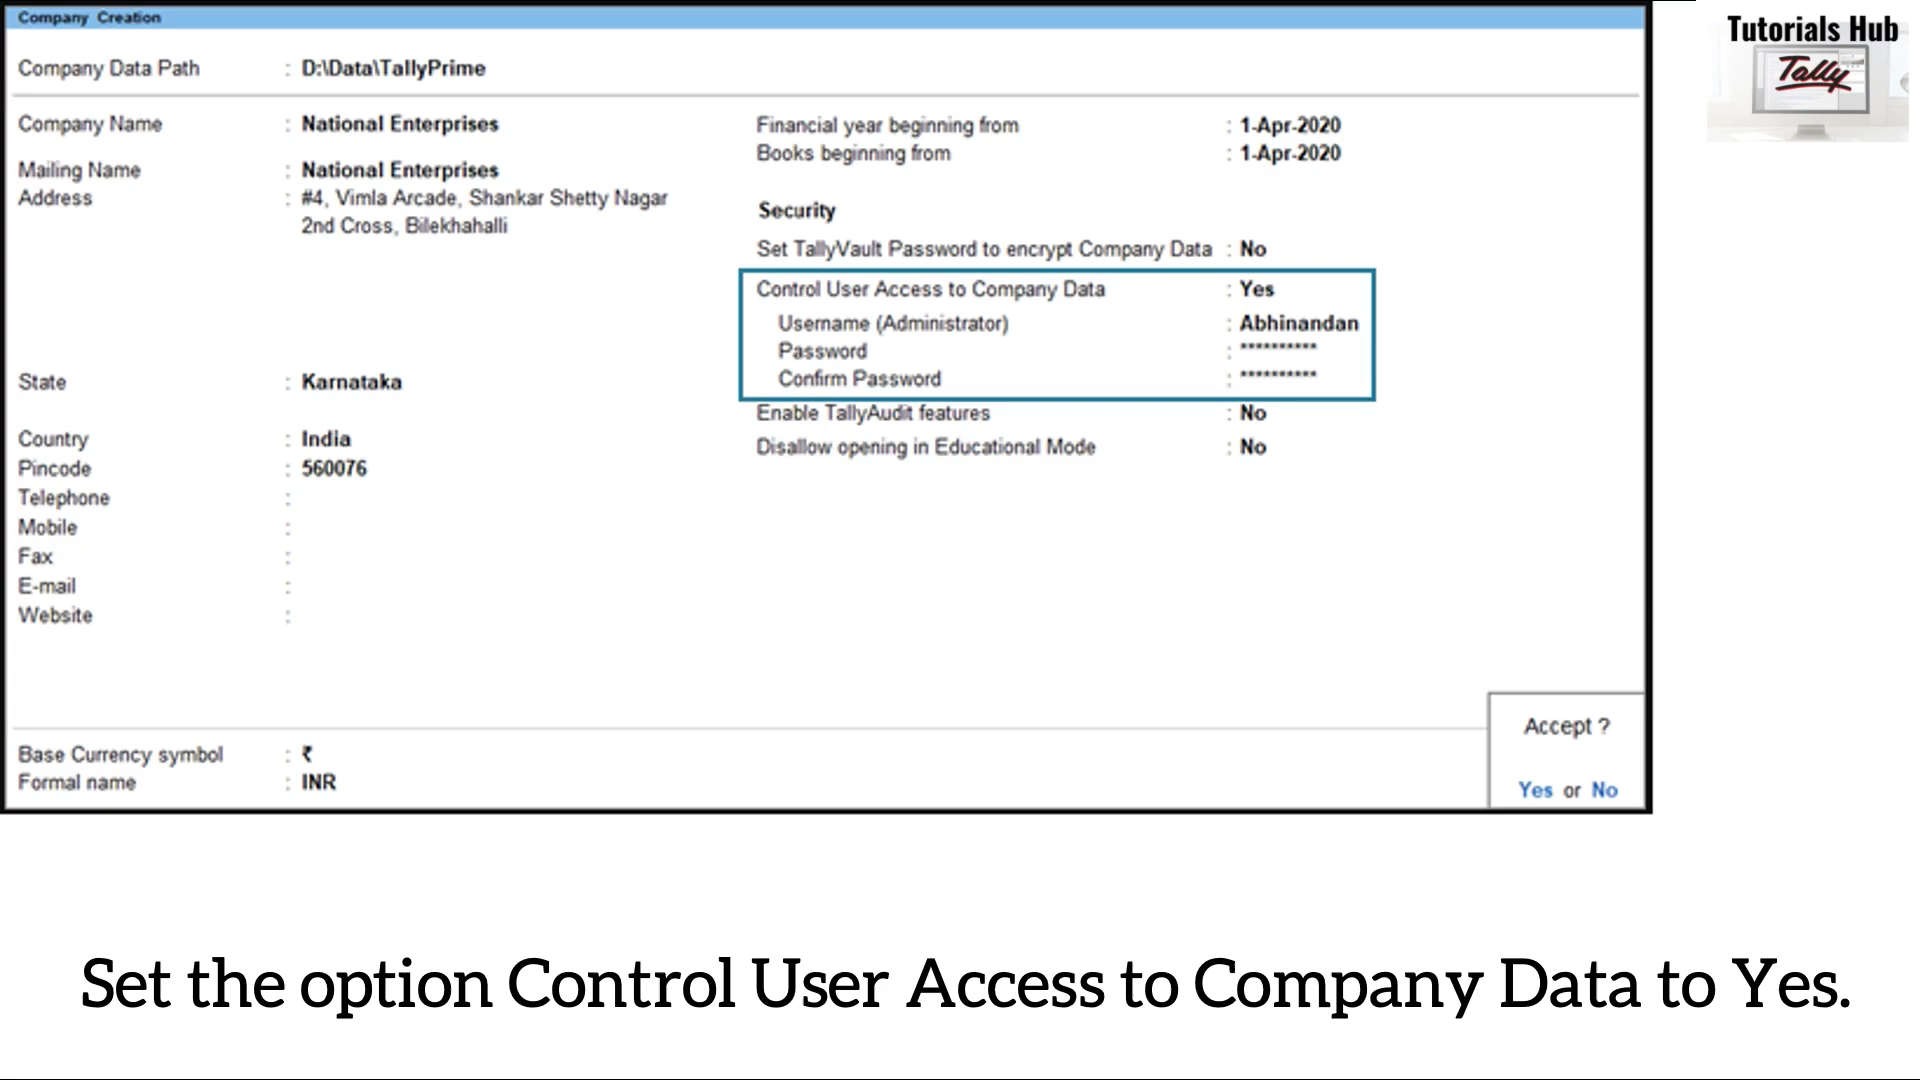 Company Creation
Tutorials Hub
Tally
Company Data Path : D:\Data\TallyPrime
Company Name : National Enterprises
Mailing Name : National Enterprises
Address : #4, Vimla Arcade, Shankar Shetty Nagar
2nd Cross, Bilekhahalli
State : Karnataka
Country : India
Pincode : 560076
Telephone :
Mobile :
Fax :
E-mail :
Website :
Financial year beginning from : 1-Apr-2020
Books beginning from : 1-Apr-2020
Security
Set TallyVault Password to encrypt Company Data : No
Control User Access to Company Data : Yes
Username (Administrator) : Abhinandan
Password : **********
Confirm Password : **********
Enable TallyAudit features : No
Disallow opening in Educational Mode : No
Base Currency symbol : ₹
Formal name : INR
Accept ?
Yes or No
Set the option Control User Access to Company Data to Yes.